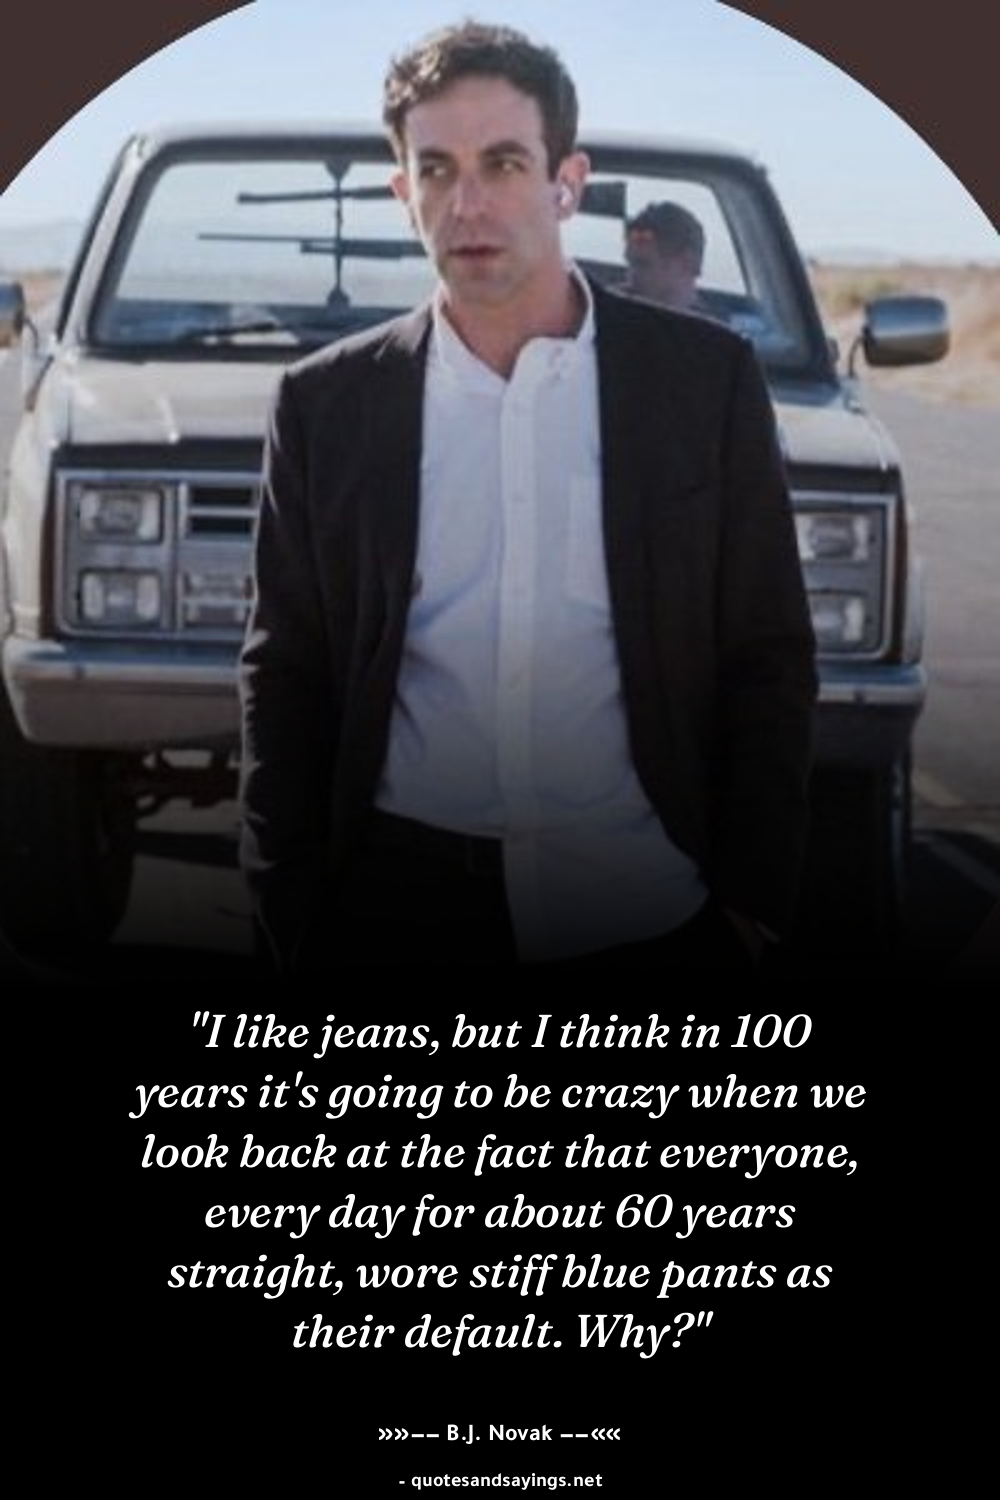 "I like jeans, but I think in 100
years it's going to be crazy when we
look back at the fact that everyone,
every day for about 60 years
straight, wore stiff blue pants as
their default. Why?"
»»–– B.J. Novak ––««
- quotesandsayings.net